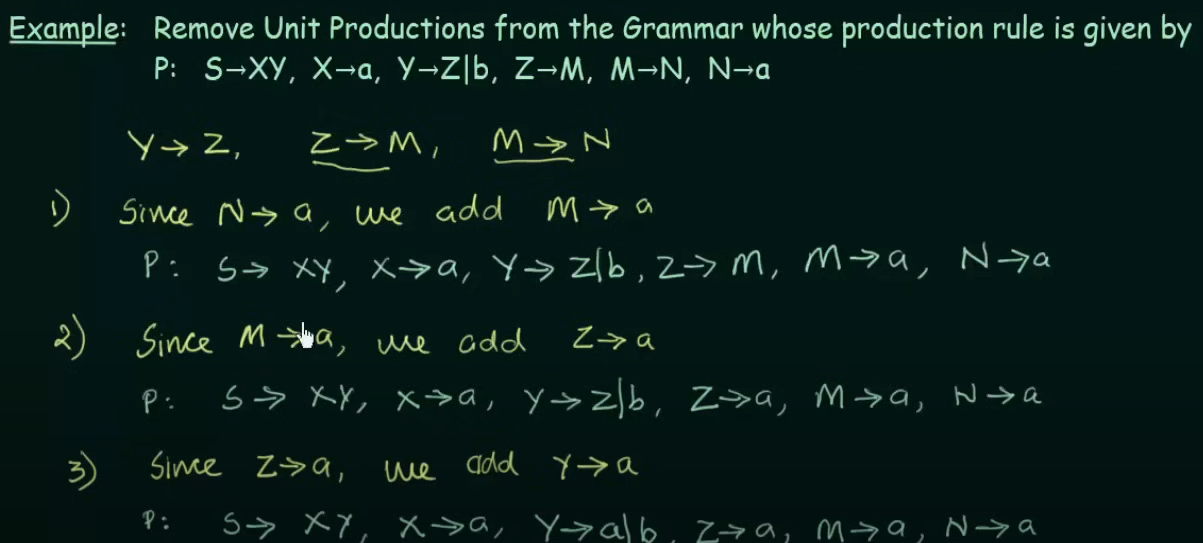 Example: Remove Unit Productions from the Grammar whose production rule is given by
P: S→XY, X→a, Y→Z|b, Z→M, M→N, N→a
Y→Z, Z→M, M→N
1) Since N→a, we add M→a
P: S→XY, X→a, Y→Z|b, Z→M, M→a, N→a
2) Since M→a, we add Z→a
P: S→XY, X→a, Y→Z|b, Z→a, M→a, N→a
3) Since Z→a, we add Y→a
P: S→XY, X→a, Y→a|b, Z→a, M→a, N→a